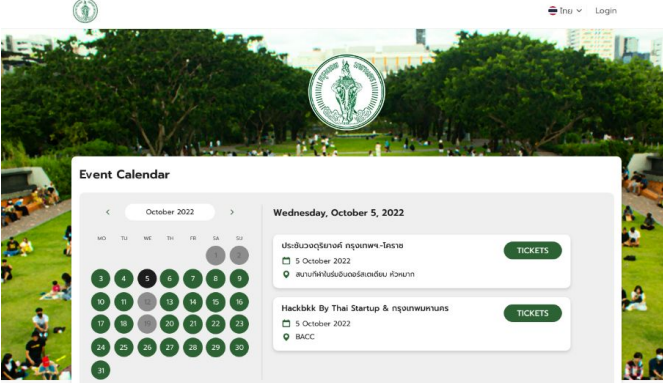 ไทย
Login
Event Calendar
October 2022
MO TU WE TH FR SA SU
1 2
3 4 5 6 7 8 9
10 11 12 13 14 15 16
17 18 19 20 21 22 23
24 25 26 27 28 29 30
31
Wednesday, October 5, 2022
ประชันวงดุริยางค์ กรุงเทพฯ-โคราช
TICKETS
5 October 2022
สนามกีฬาในร่มอินดอร์สเตเดียม หัวหมาก
Hackbkk By Thai Startup & กรุงเทพมหานคร
TICKETS
5 October 2022
BACC